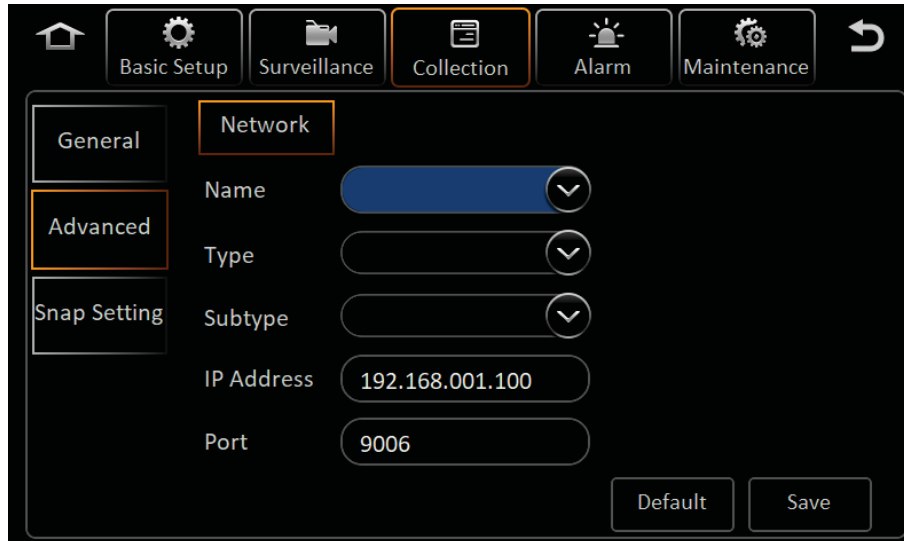 Basic Setup
Surveillance
Collection
Alarm
Maintenance
General
Advanced
Snap Setting
Network
Name
Type
Subtype
IP Address 192.168.001.100
Port 9006
Default
Save